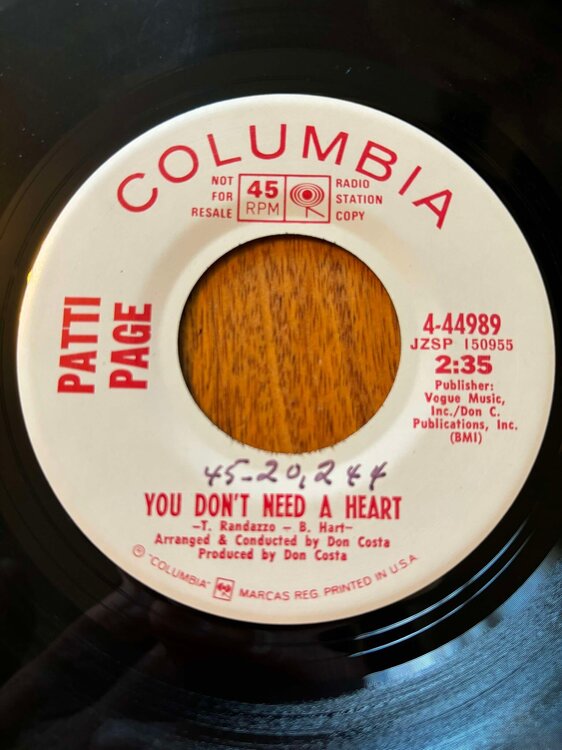 COLUMBIA
NOT
FOR
RESALE
45
RPM
RADIO
STATION
COPY
PATTI
PAGE
4-44989
JZSP 150955
2:35
Publisher:
Vogue Music,
Inc./Don C.
Publications, Inc.
(BMI)
45-20,244
YOU DON'T NEED A HEART
-T. Randazzo - B. Hart-
Arranged & Conducted by Don Costa
Produced by Don Costa
℗ "COLUMBIA" MARCAS REG. PRINTED IN U.S.A